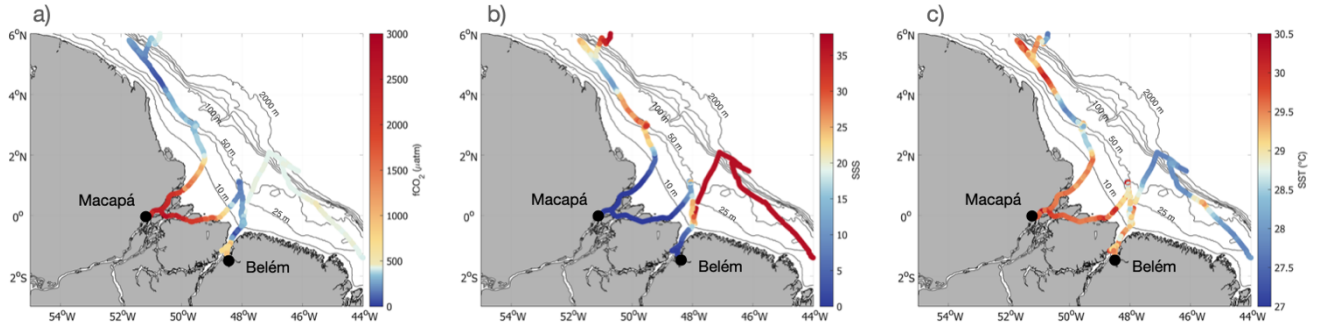 a)
6°N
4°N
2°N
0°
2°S
54°W
52°W
50°W
48°W
46°W
44°W
Macapá
Belém
10 m
25 m
50 m
100 m
2000 m
3000
2500
2000
1500
1000
500
0
fCO2 (µatm)
b)
6°N
4°N
2°N
0°
2°S
54°W
52°W
50°W
48°W
46°W
44°W
Macapá
Belém
10 m
25 m
50 m
100 m
2000 m
35
30
25
20
15
10
5
0
SSS
c)
6°N
4°N
2°N
0°
2°S
54°W
52°W
50°W
48°W
46°W
44°W
Macapá
Belém
10 m
25 m
50 m
100 m
2000 m
30.5
30
29.5
29
28.5
28
27.5
27
SST (°C)